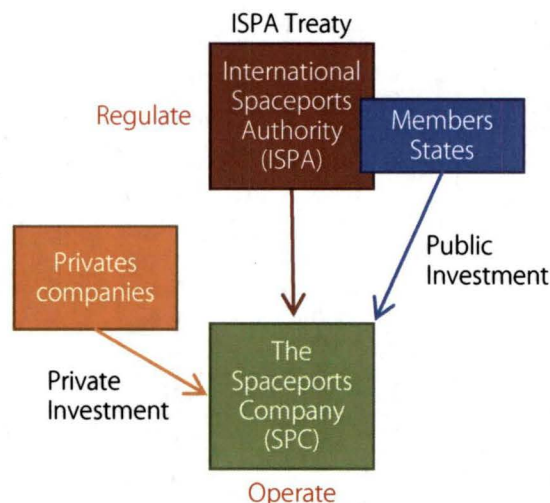 ISPA Treaty
International
Spaceports
Authority
(ISPA)
Regulate
Members
States
Privates
companies
Public
Investment
Private
Investment
The
Spaceports
Company
(SPC)
Operate